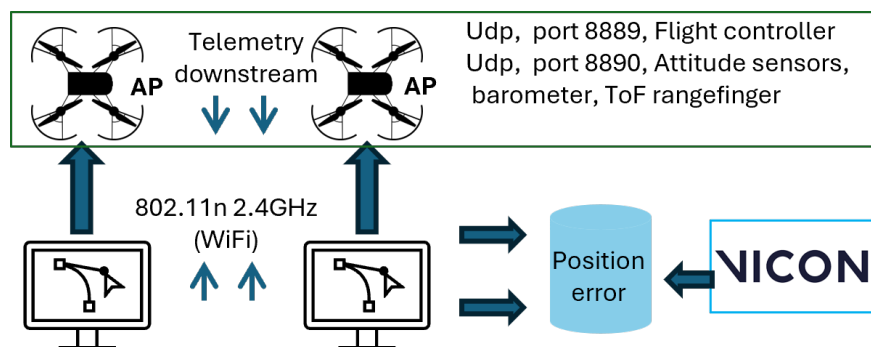 Telemetry
downstream
AP
AP
Udp, port 8889, Flight controller
Udp, port 8890, Attitude sensors,
barometer, ToF rangefinger
802.11n 2.4GHz
(WiFi)
Position
error
VICON